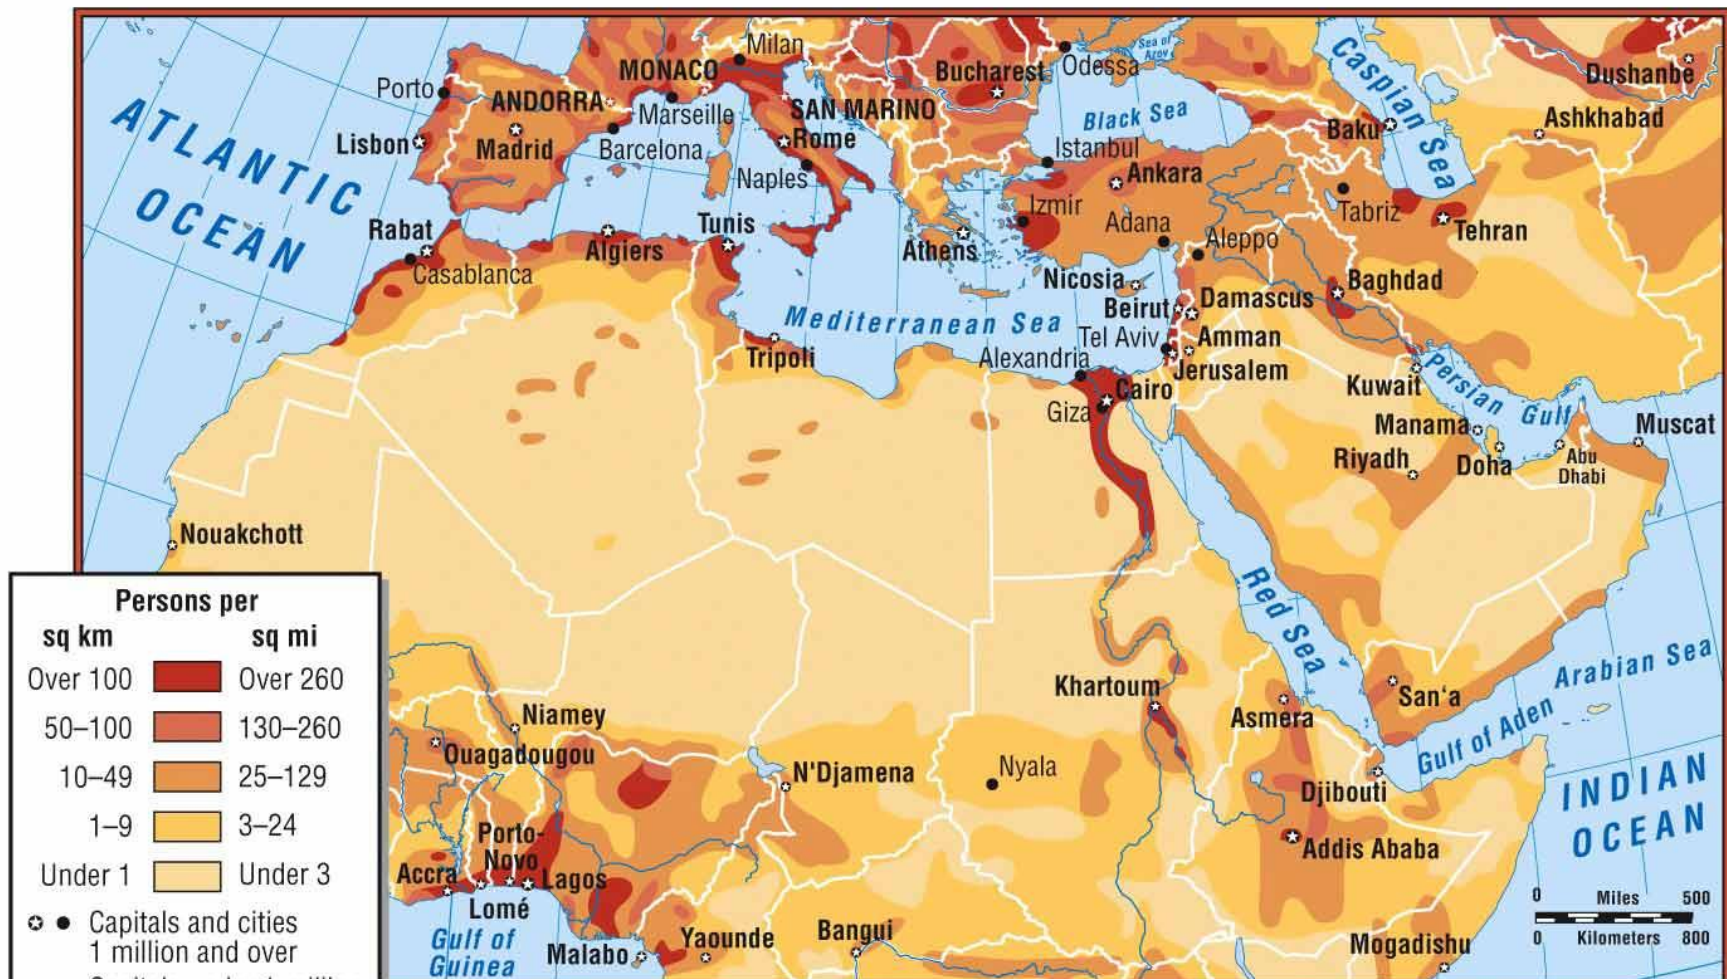 Milan
MONACO
Porto
ANDORRA
Marseille
SAN MARINO
Bucharest
Odessa
Sea of
Azov
Caspian Sea
Dushanbe
Ashkhabad
Black Sea
Baku
ATLANTIC
OCEAN
Lisbon
Madrid
Barcelona
Rome
Naples
Istanbul
Ankara
Izmir
Adana
Tabriz
Tehran
Rabat
Casablanca
Algiers
Tunis
Athens
Aleppo
Nicosia
Baghdad
Beirut
Damascus
Mediterranean Sea
Tripoli
Tel Aviv
Amman
Alexandria
Jerusalem
Cairo
Giza
Kuwait
Persian Gulf
Manama
Muscat
Riyadh
Doha
Abu
Dhabi
Nouakchott
Red Sea
Khartoum
Asmera
San‘a
Arabian Sea
Gulf of Aden
Niamey
Ouagadougou
N'Djamena
Nyala
Djibouti
INDIAN
OCEAN
Porto-
Novo
Addis Ababa
Accra
Lagos
Lomé
Gulf of
Guinea
Malabo
Yaounde
Bangui
Mogadishu
0 Miles 500
0 Kilometers 800
Persons per
sq km sq mi
Over 100 Over 260
50–100 130–260
10–49 25–129
1–9 3–24
Under 1 Under 3
Capitals and cities
1 million and over